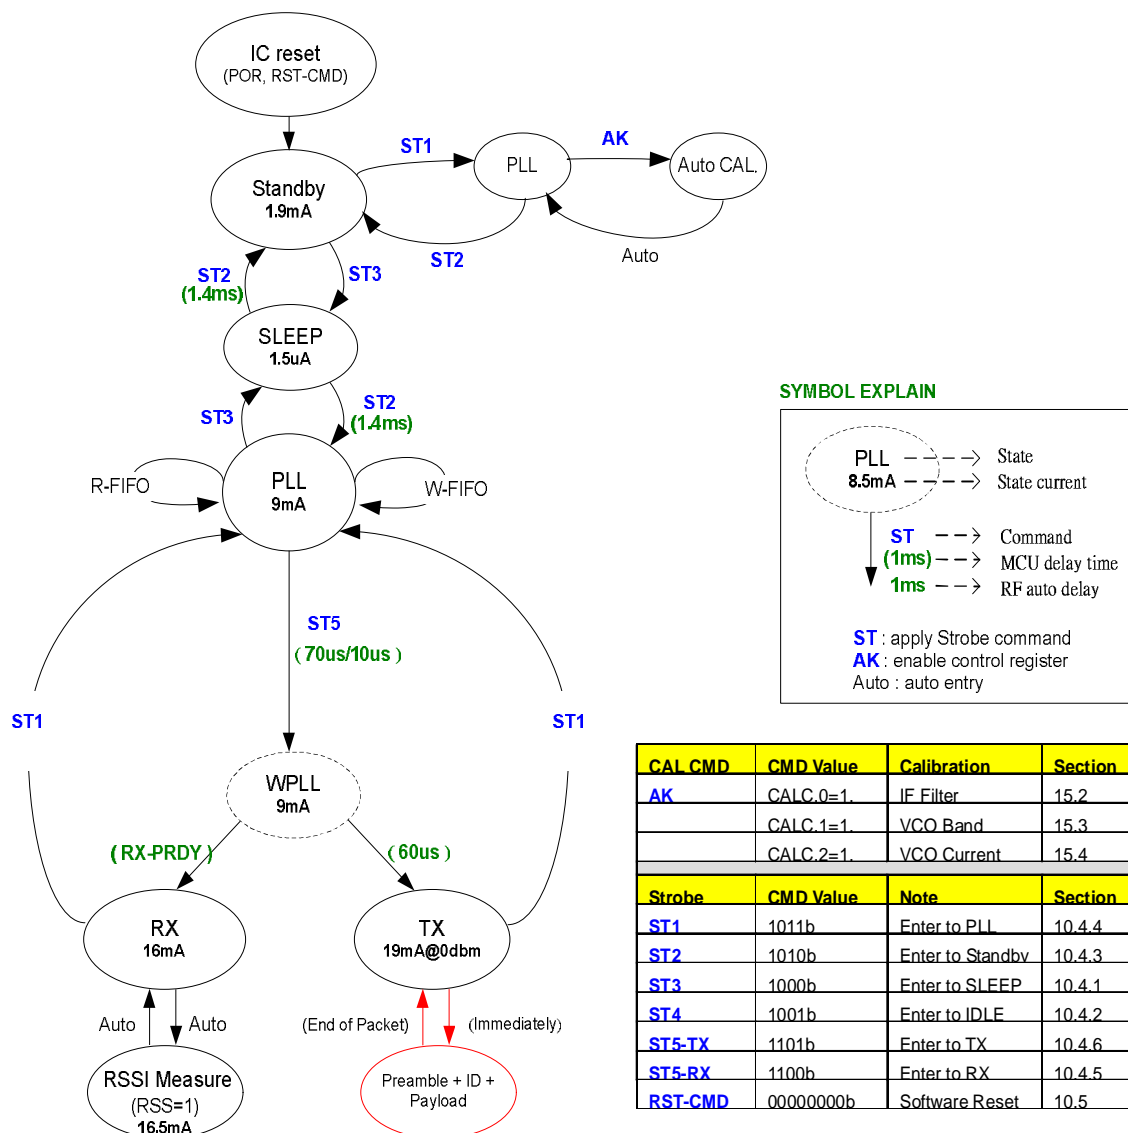 IC reset
(POR, RST-CMD)
ST1
AK
PLL
Auto CAL.
Standby
1.9mA
ST2
Auto
ST2
(1.4ms)
ST3
SLEEP
1.5uA
ST3
ST2
(1.4ms)
R-FIFO
PLL
9mA
W-FIFO
ST5
( 70us/10us )
ST1
ST1
WPLL
9mA
( RX-PRDY )
( 60us )
RX
16mA
TX
19mA@0dbm
Auto
Auto
(End of Packet)
(Immediately)
RSSI Measure
(RSS=1)
16.5mA
Preamble + ID +
Payload
SYMBOL EXPLAIN
PLL
8.5mA
State
State current
ST
Command
(1ms)
MCU delay time
1ms
RF auto delay
ST : apply Strobe command
AK : enable control register
Auto : auto entry
CAL CMD CMD Value Calibration Section
AK CALC.0=1. IF Filter 15.2
CALC.1=1. VCO Band 15.3
CALC.2=1. VCO Current 15.4
Strobe CMD Value Note Section
ST1 1011b Enter to PLL 10.4.4
ST2 1010b Enter to Standby 10.4.3
ST3 1000b Enter to SLEEP 10.4.1
ST4 1001b Enter to IDLE 10.4.2
ST5-TX 1101b Enter to TX 10.4.6
ST5-RX 1100b Enter to RX 10.4.5
RST-CMD 00000000b Software Reset 10.5